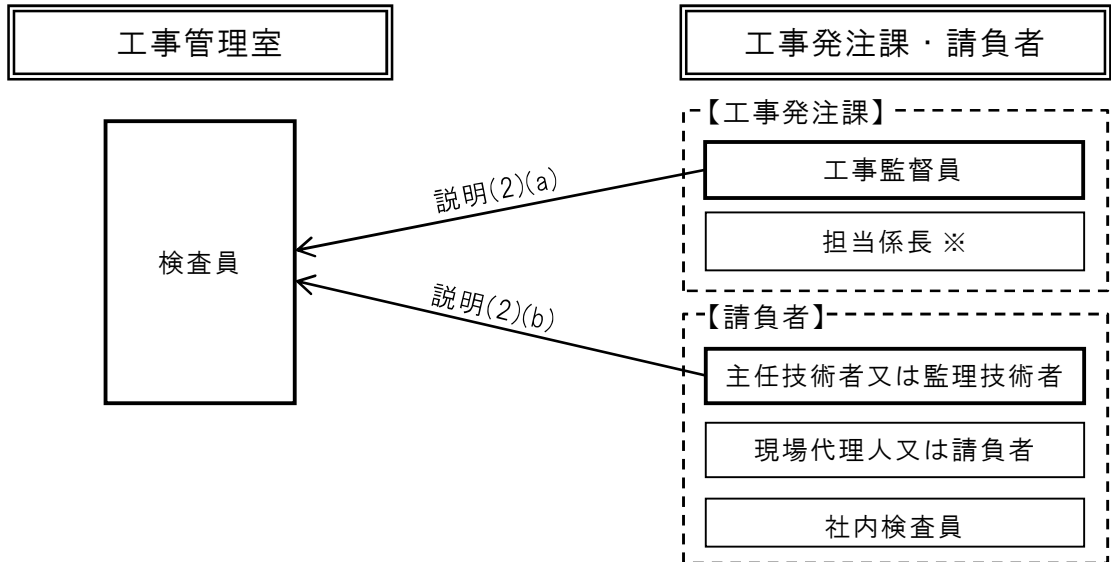 工事管理室
工事発注課・請負者
検査員
説明(2)(a)
説明(2)(b)
【工事発注課】
工事監督員
担当係長 ※
【請負者】
主任技術者又は監理技術者
現場代理人又は請負者
社内検査員